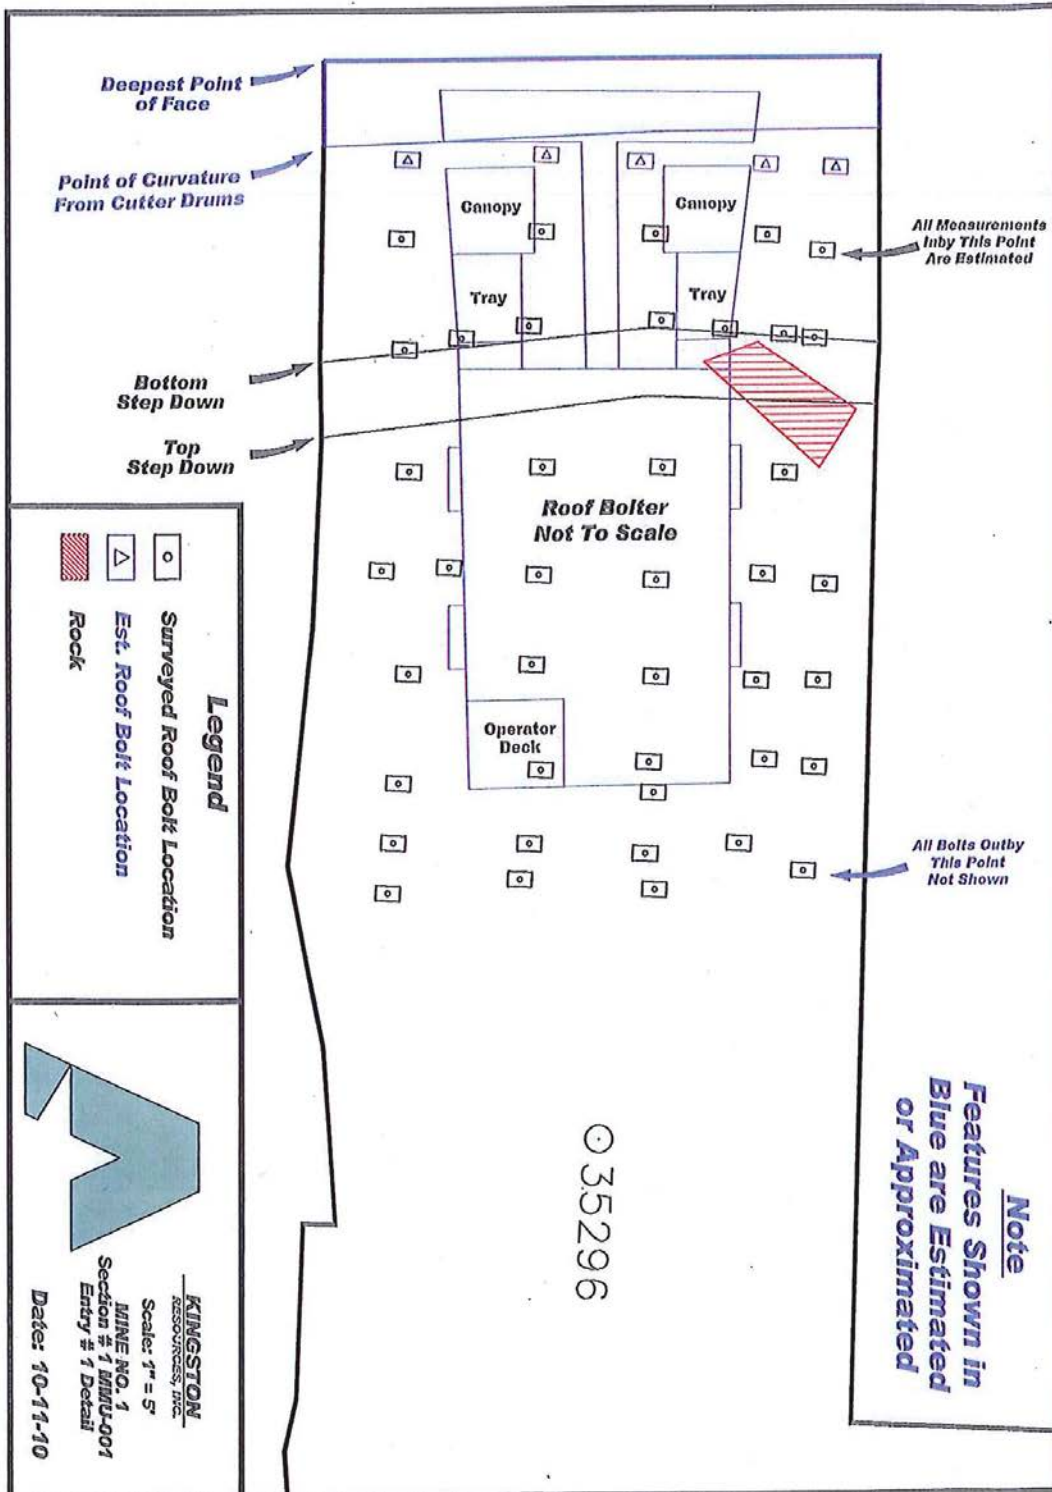 Deepest Point
of Face
Point of Curvature
From Cutter Drums
Canopy
Canopy
All Measurements
Inby This Point
Are Estimated
Tray
Tray
Bottom
Step Down
Top
Step Down
Roof Bolter
Not To Scale
Operator
Deck
All Bolts Outby
This Point
Not Shown
Legend
Surveyed Roof Bolt Location
Est. Roof Bolt Location
Rock
Note
Features Shown in
Blue are Estimated
or Approximated
35296
KINGSTON
RESOURCES, INC.
Scale: 1" = 5'
MINE NO. 1
Section # 1 MMU-001
Entry # 1 Detail
Date: 10-11-10